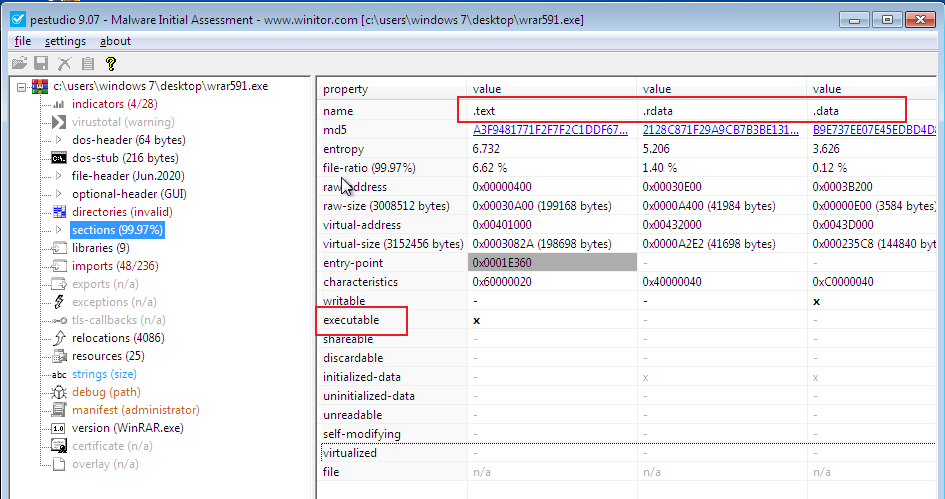 pestudio 9.07 - Malware Initial Assessment - www.winitor.com [c:\users\windows 7\desktop\wrar591.exe]
file settings about
c:\users\windows 7\desktop\wrar591.exe
indicators (4/28)
virustotal (warning)
dos-header (64 bytes)
dos-stub (216 bytes)
file-header (Jun.2020)
optional-header (GUI)
directories (invalid)
sections (99.97%)
libraries (9)
imports (48/236)
exports (n/a)
exceptions (n/a)
tls-callbacks (n/a)
relocations (4086)
resources (25)
abc strings (size)
debug (path)
manifest (administrator)
1.0 version (WinRAR.exe)
certificate (n/a)
overlay (n/a)
property value value value
name .text .rdata .data
md5 A3F9481771F2F7F2C1DDF67... 2128C871F29A9CB7B3BE131... B9E737EE07E45EDBD4D8
entropy 6.732 5.206 3.626
file-ratio (99.97%) 6.62 % 1.40 % 0.12 %
raw-address 0x00000400 0x00030E00 0x0003B200
raw-size (3008512 bytes) 0x00030A00 (199168 bytes) 0x0000A400 (41984 bytes) 0x00000E00 (3584 bytes)
virtual-address 0x00401000 0x00432000 0x0043D000
virtual-size (3152456 bytes) 0x0003082A (198698 bytes) 0x0000A2E2 (41698 bytes) 0x000235C8 (144840 bytes)
entry-point 0x0001E360 - -
characteristics 0x60000020 0x40000040 0xC0000040
writable - - x
executable x - -
shareable - - -
discardable - - -
initialized-data - x x
uninitialized-data - - -
unreadable - - -
self-modifying - - -
virtualized - - -
file n/a n/a n/a